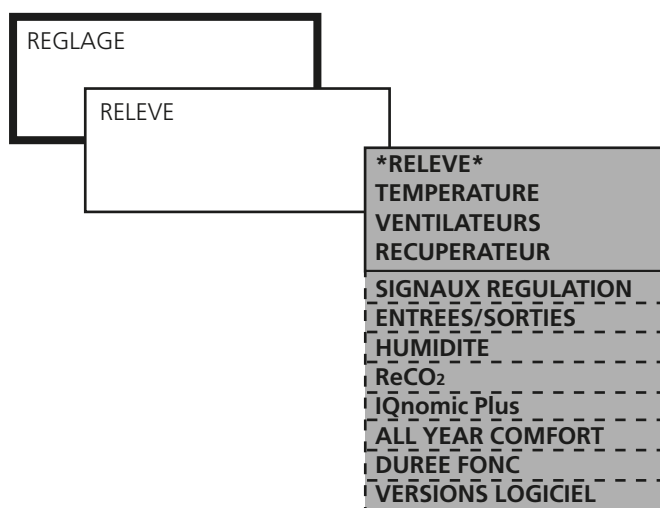 REGLAGE
RELEVE
*RELEVE*
TEMPERATURE
VENTILATEURS
RECUPERATEUR
SIGNAUX REGULATION
ENTREES/SORTIES
HUMIDITE
ReCO2
IQnomic Plus
ALL YEAR COMFORT
DUREE FONC
VERSIONS LOGICIEL